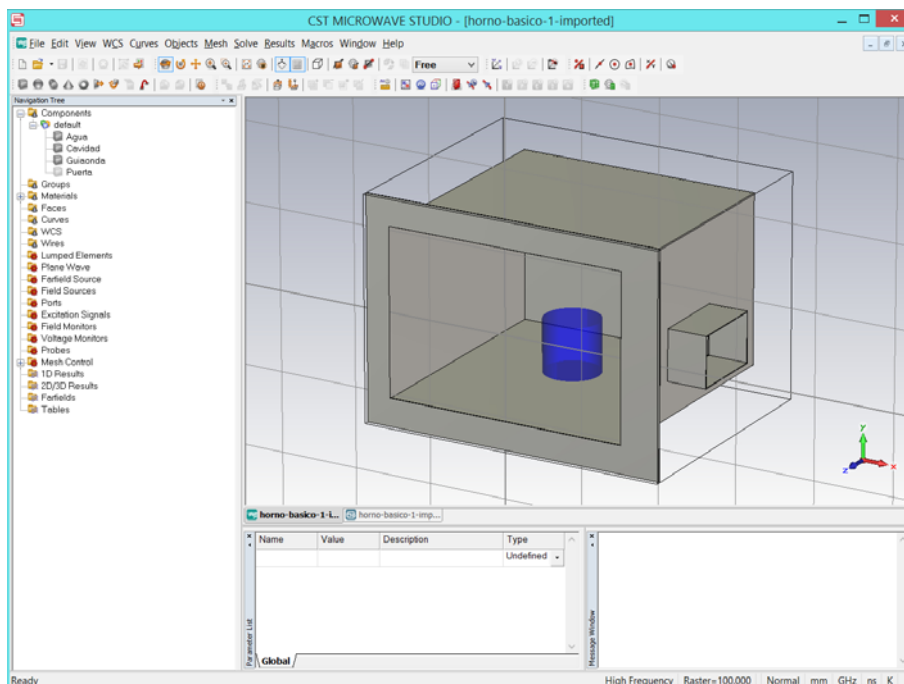 CST MICROWAVE STUDIO - [horno-basico-1-imported]
File Edit View WCS Curves Objects Mesh Solve Results Macros Window Help
Free
Navigation Tree
Components
default
Agua
Cavidad
Guiaonda
Puerta
Groups
Materials
Faces
Curves
WCS
Wires
Lumped Elements
Plane Wave
Farfield Source
Field Sources
Ports
Excitation Signals
Field Monitors
Voltage Monitors
Probes
Mesh Control
1D Results
2D/3D Results
Farfields
Tables
y
x
z
horno-basico-1-i... horno-basico-1-imp...
Parameter List
Name Value Description Type
Undefined
Global
Message Window
Ready High Frequency Raster=100.000 Normal mm GHz ns K